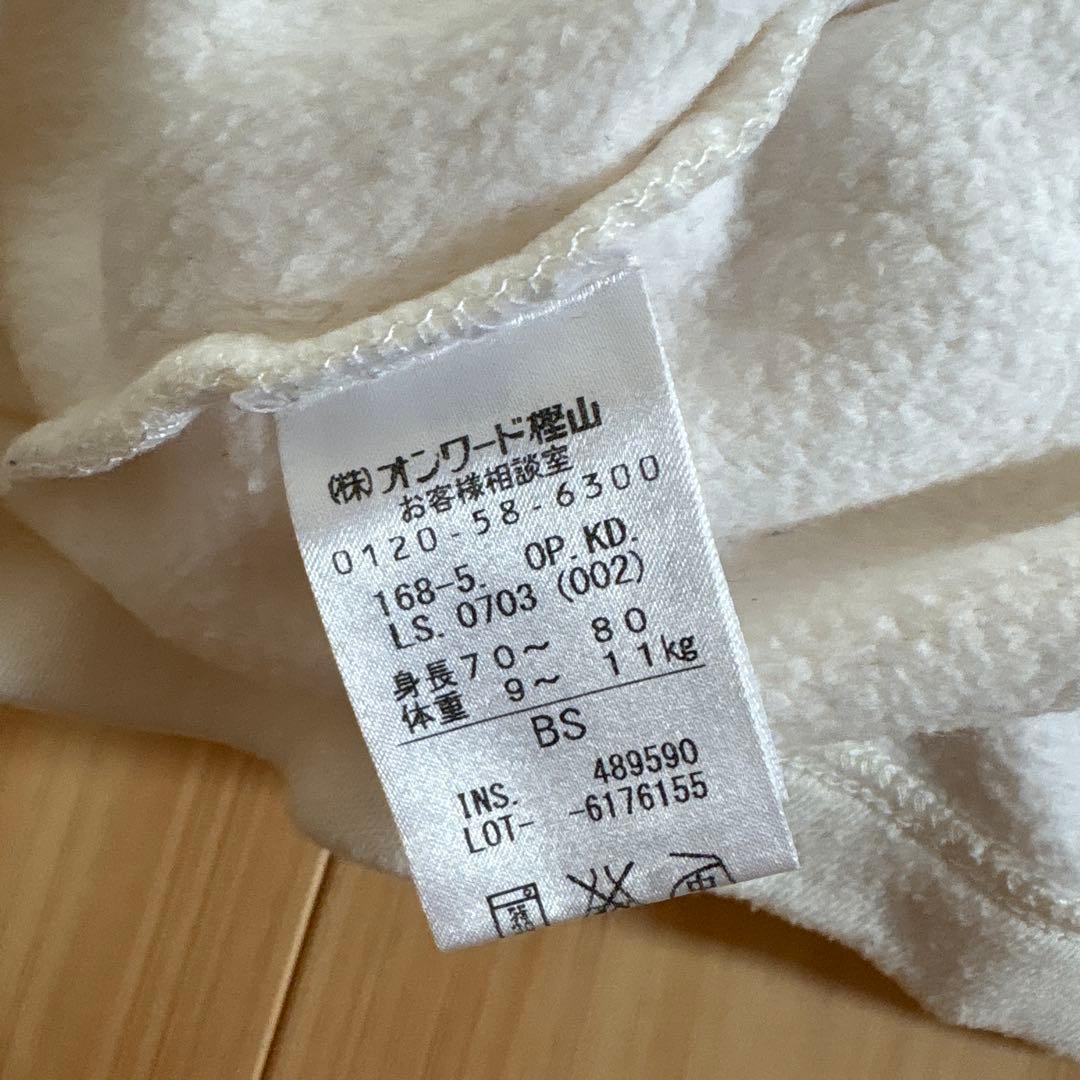 (株)オンワード樫山
お客様相談室
0120-58-6300
168-5. OP.KD.
LS. 0703 (002)
身長70〜 80
体重 9〜 11kg
BS
INS. 489590
LOT- -6176155
中